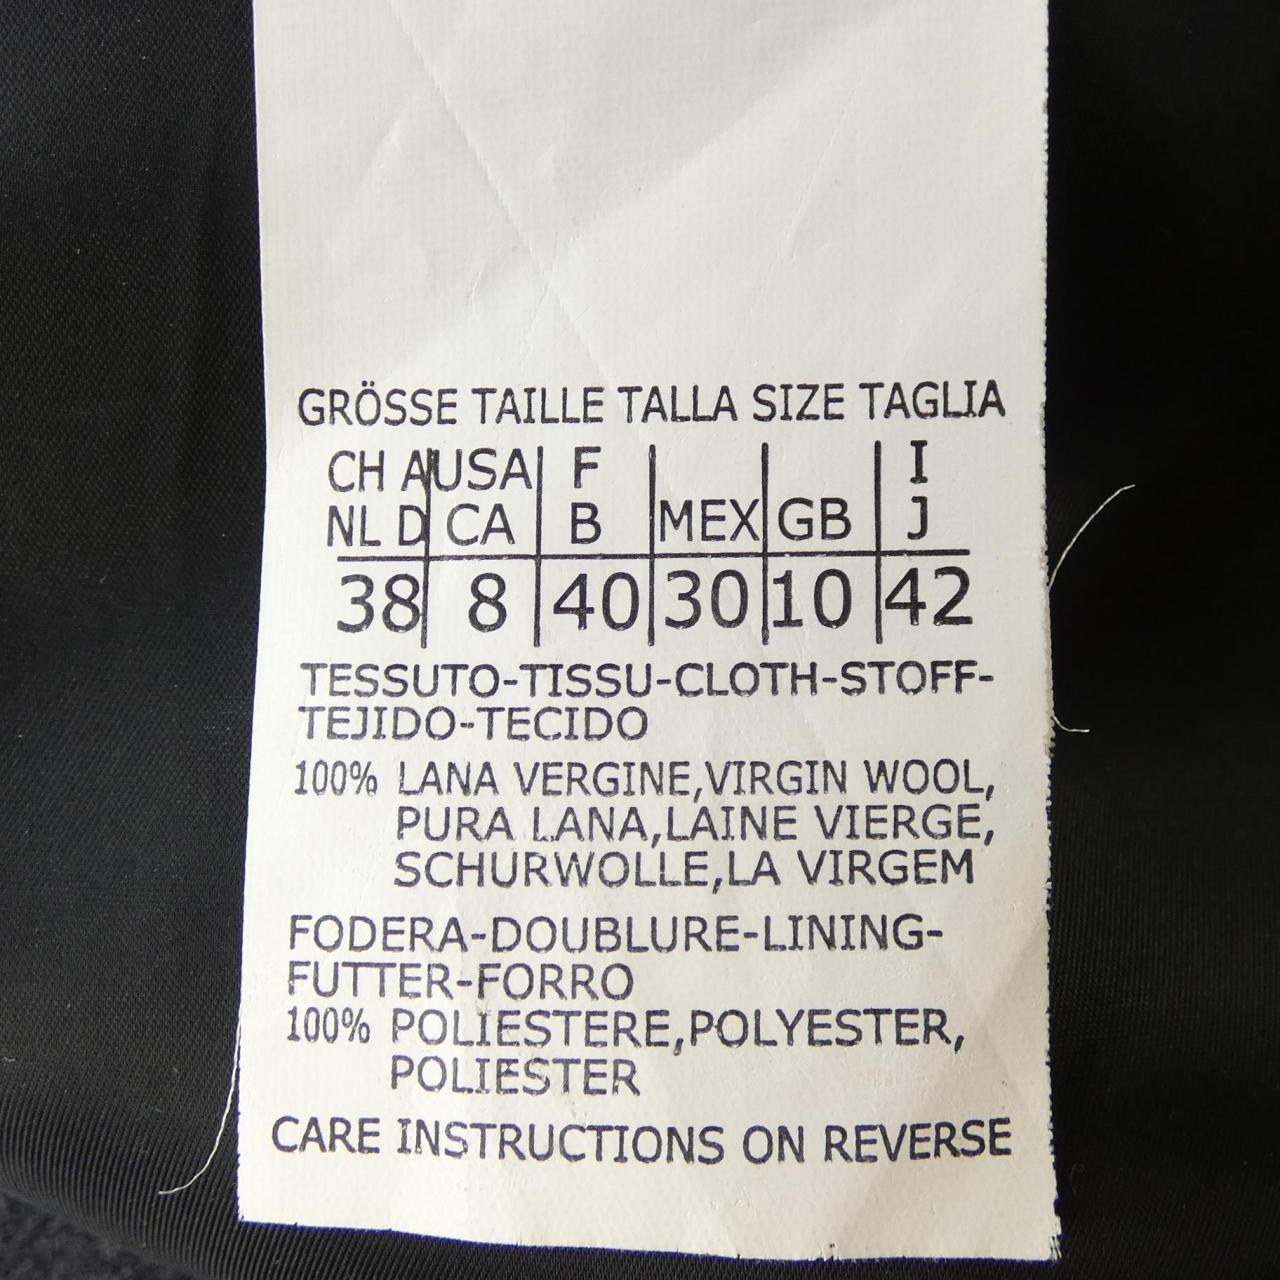 GRÖSSE TAILLE TALLA SIZE TAGLIA
CH A USA F I
NL D CA B MEX GB J
38 8 40 30 10 42
TESSUTO-TISSU-CLOTH-STOFF-
TEJIDO-TECIDO
100% LANA VERGINE,VIRGIN WOOL,
PURA LANA,LAINE VIERGE,
SCHURWOLLE,LA VIRGEM
FODERA-DOUBLURE-LINING-
FUTTER-FORRO
100% POLIESTERE,POLYESTER,
POLIESTER
CARE INSTRUCTIONS ON REVERSE